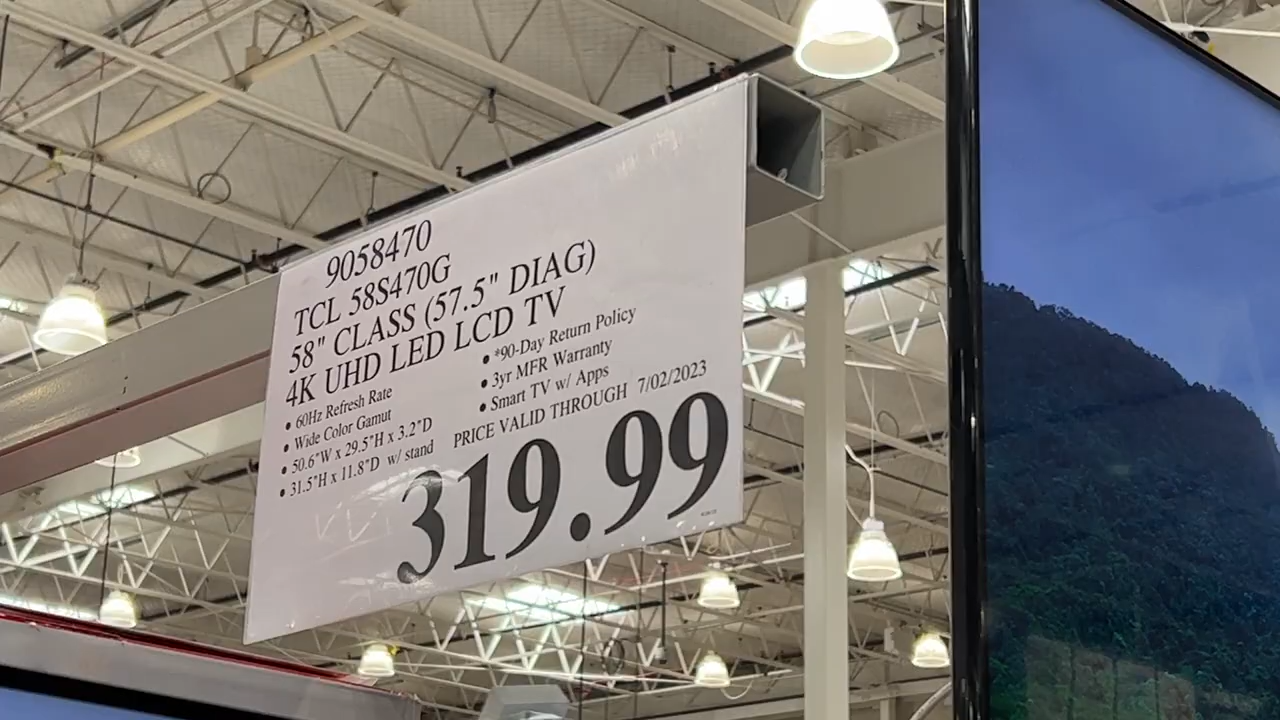 9058470
TCL 58S470G
58" CLASS (57.5" DIAG)
4K UHD LED LCD TV
• 60Hz Refresh Rate
• Wide Color Gamut
• 50.6"W x 29.5"H x 3.2"D
• 31.5"H x 11.8"D w/ stand
• *90-Day Return Policy
• 3yr MFR Warranty
• Smart TV w/ Apps
PRICE VALID THROUGH 7/02/2023
319.99